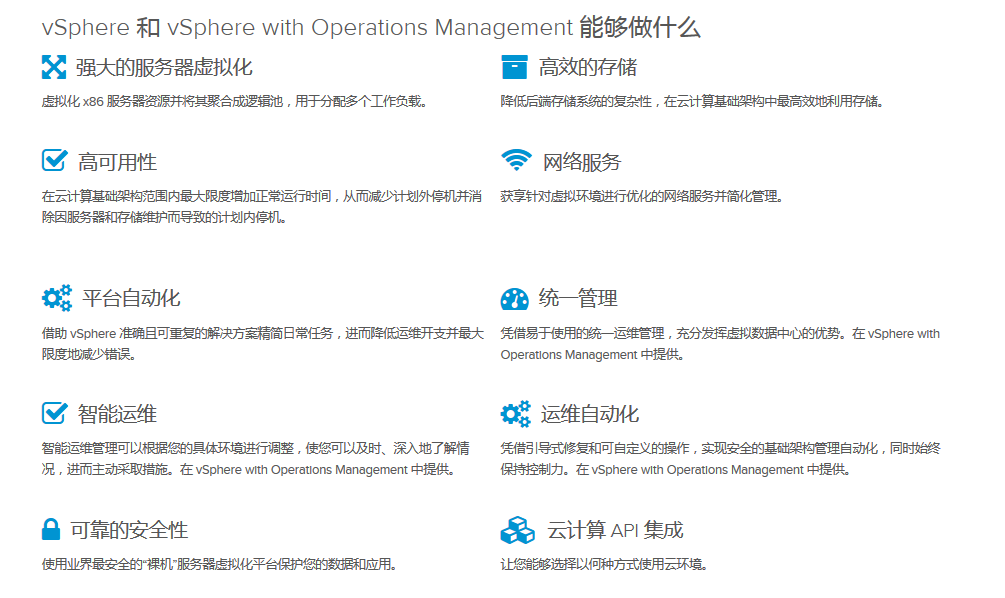 vSphere 和 vSphere with Operations Management 能够做什么
强大的服务器虚拟化
虚拟化 x86 服务器资源并将其聚合成逻辑池，用于分配多个工作负载。
高效的存储
降低后端存储系统的复杂性，在云计算基础架构中最高效地利用存储。
高可用性
在云计算基础架构范围内最大限度增加正常运行时间，从而减少计划外停机并消
除因服务器和存储维护而导致的计划内停机。
网络服务
获享针对虚拟环境进行优化的网络服务并简化管理。
平台自动化
借助 vSphere 准确且可重复的解决方案精简日常任务，进而降低运维开支并最大
限度地减少错误。
统一管理
凭借易于使用的统一运维管理，充分发挥虚拟数据中心的优势。在 vSphere with
Operations Management 中提供。
智能运维
智能运维管理可以根据您的具体环境进行调整，使您可以及时、深入地了解情
况，进而主动采取措施。在 vSphere with Operations Management 中提供。
运维自动化
凭借引导式修复和可自定义的操作，实现安全的基础架构管理自动化，同时始终
保持控制力。在 vSphere with Operations Management 中提供。
可靠的安全性
使用业界最安全的“裸机”服务器虚拟化平台保护您的数据和应用。
云计算 API 集成
让您能够选择以何种方式使用云环境。